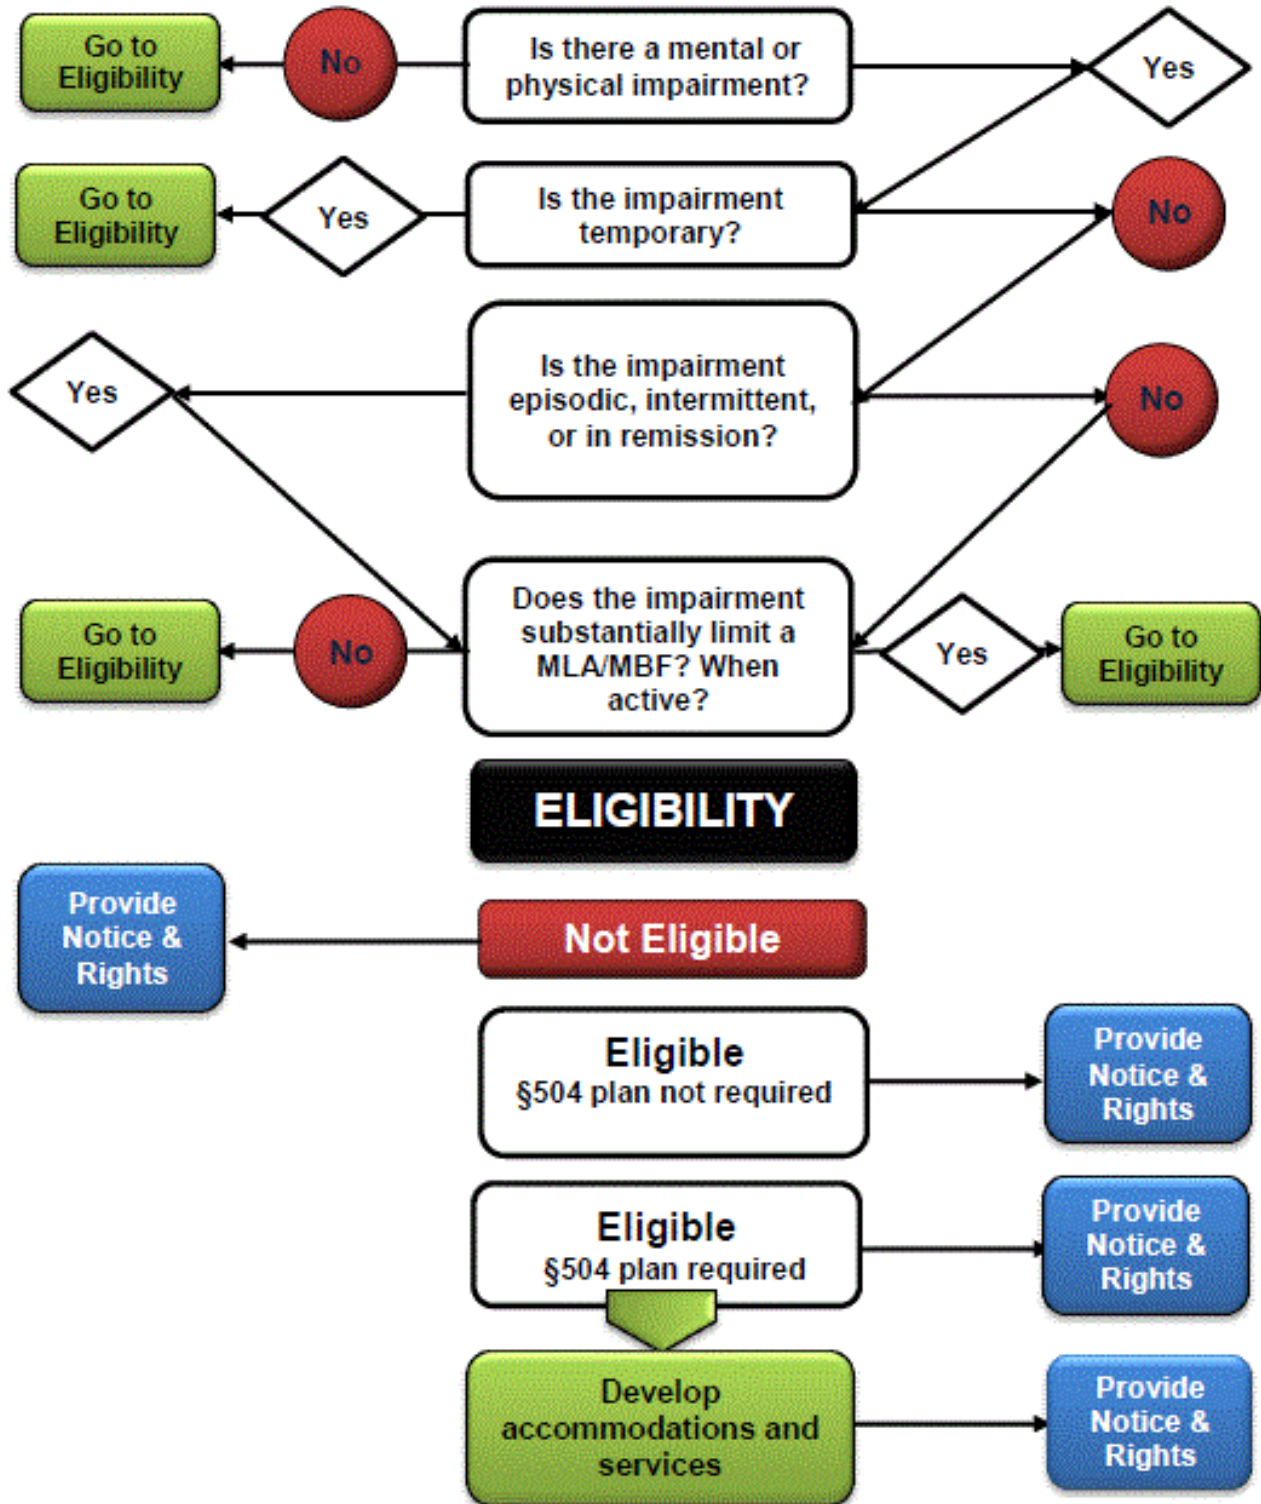 Go to
Eligibility
No
Is there a mental or
physical impairment?
Yes
Go to
Eligibility
Yes
Is the impairment
temporary?
No
Yes
Is the impairment
episodic, intermittent,
or in remission?
No
Go to
Eligibility
No
Does the impairment
substantially limit a
MLA/MBF? When
active?
Yes
Go to
Eligibility
ELIGIBILITY
Provide
Notice &
Rights
Not Eligible
Eligible
§504 plan not required
Provide
Notice &
Rights
Eligible
§504 plan required
Provide
Notice &
Rights
Develop
accommodations and
services
Provide
Notice &
Rights